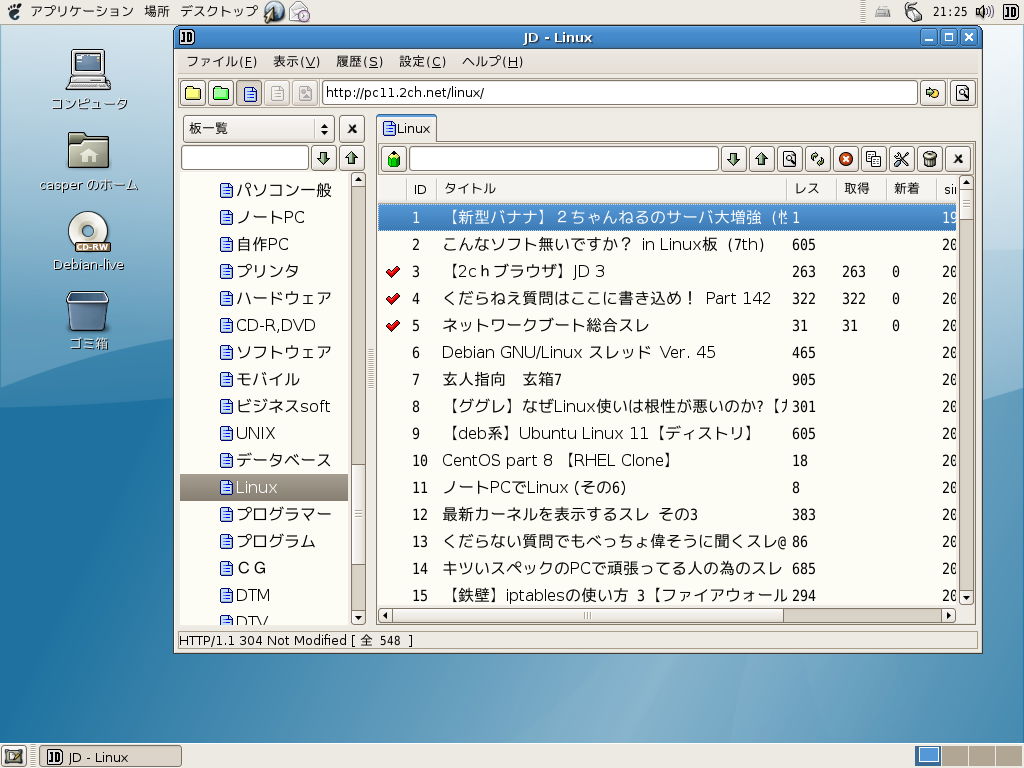 アプリケーション 場所 デスクトップ 21:25 JD
コンピュータ
casper のホーム
CD-RW
Debian-live
ゴミ箱
JD JD - Linux
ファイル(F) 表示(V) 履歴(S) 設定(C) ヘルプ(H)
http://pc11.2ch.net/linux/
板一覧
パソコン一般
ノートPC
自作PC
プリンタ
ハードウェア
CD-R,DVD
ソフトウェア
モバイル
ビジネスsoft
UNIX
データベース
Linux
プログラマー
プログラム
ＣＧ
DTM
DTV
Linux
ID タイトル レス 取得 新着 sin
1 【新型バナナ】２ちゃんねるのサーバ大増強 (性 1 19
2 こんなソフト無いですか？ in Linux板 (7th) 605 20
3 【2cｈブラウザ】JD 3 263 263 0 20
4 くだらねえ質問はここに書き込め！ Part 142 322 322 0 20
5 ネットワークブート総合スレ 31 31 0 20
6 Debian GNU/Linux スレッド Ver. 45 465 20
7 玄人指向　玄箱7 905 20
8 【ググレ】なぜLinux使いは根性が悪いのか?【ガ 301 20
9 【deb系】Ubuntu Linux 11【ディストリ】 605 20
10 CentOS part 8 【RHEL Clone】 18 20
11 ノートPCでLinux (その6) 8 20
12 最新カーネルを表示するスレ その3 383 20
13 くだらない質問でもべっちょ偉そうに聞くスレ@ 86 20
14 キツいスペックのPCで頑張ってる人の為のスレ 685 20
15 【鉄壁】iptablesの使い方 3【ファイアウォール 294 20
HTTP/1.1 304 Not Modified [ 全 548 ]
JD JD - Linux